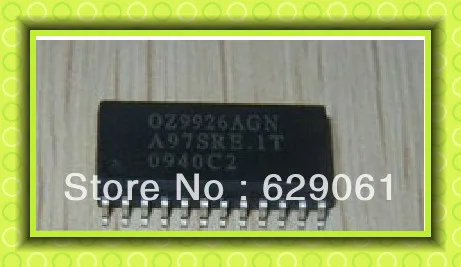 OZ9926AGN
A97SRE.1T
0940C2
Store No: 629061